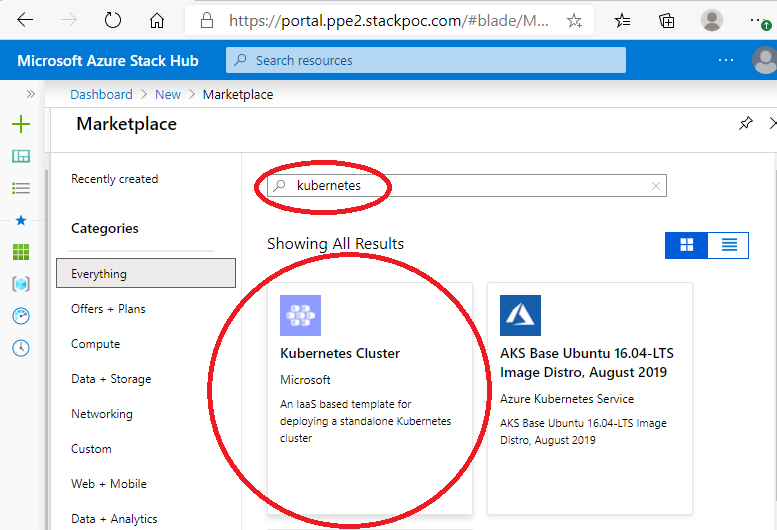 https://portal.ppe2.stackpoc.com/#blade/M...
Microsoft Azure Stack Hub
Search resources
Dashboard > New > Marketplace
Marketplace
Recently created
kubernetes
Categories
Showing All Results
Everything
Offers + Plans
Compute
Data + Storage
Networking
Custom
Web + Mobile
Data + Analytics
Kubernetes Cluster
Microsoft
An IaaS based template for
deploying a standalone Kubernetes
cluster
AKS Base Ubuntu 16.04-LTS
Image Distro, August 2019
Azure Kubernetes Service
AKS Base Ubuntu 16.04-LTS Image
Distro, August 2019